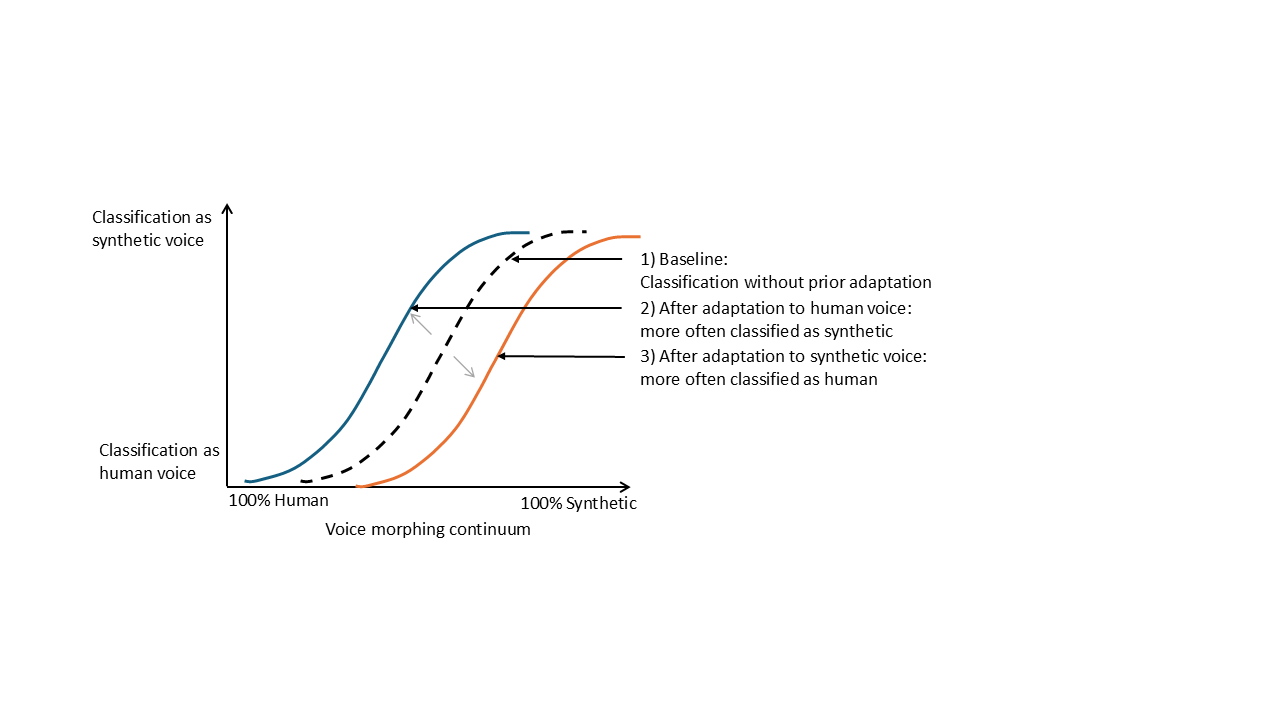 Classification as
synthetic voice
1) Baseline:
Classification without prior adaptation
2) After adaptation to human voice:
more often classified as synthetic
3) After adaptation to synthetic voice:
more often classified as human
Classification as
human voice
100% Human
100% Synthetic
Voice morphing continuum